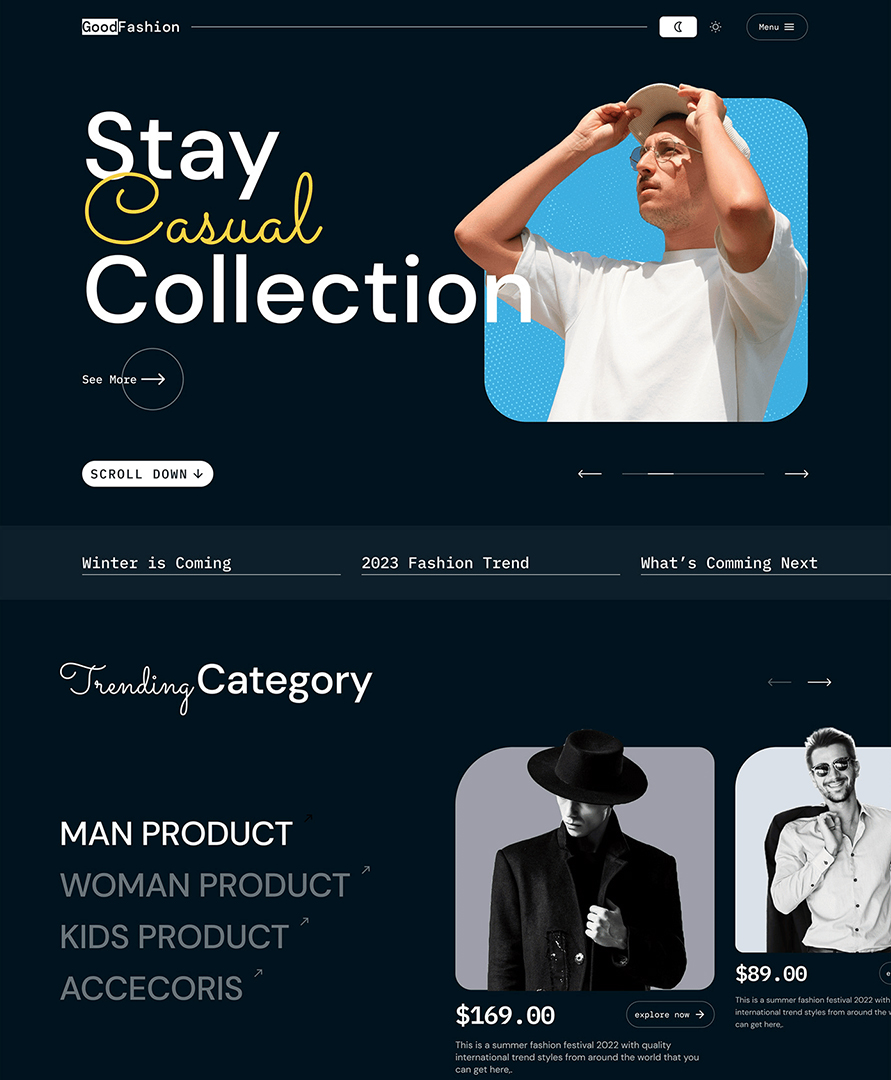 GoodFashion
Menu
Stay
Casual
Collection
See More
SCROLL DOWN
Winter is Coming
2023 Fashion Trend
What’s Comming Next
Trending Category
MAN PRODUCT
WOMAN PRODUCT
KIDS PRODUCT
ACCECORIS
$169.00
explore now
This is a summer fashion festival 2022 with quality
international trend styles from around the world that you
can get here,.
$89.00
e
This is a summer fashion festival 2022 with
international trend styles from around the w
can get here,.